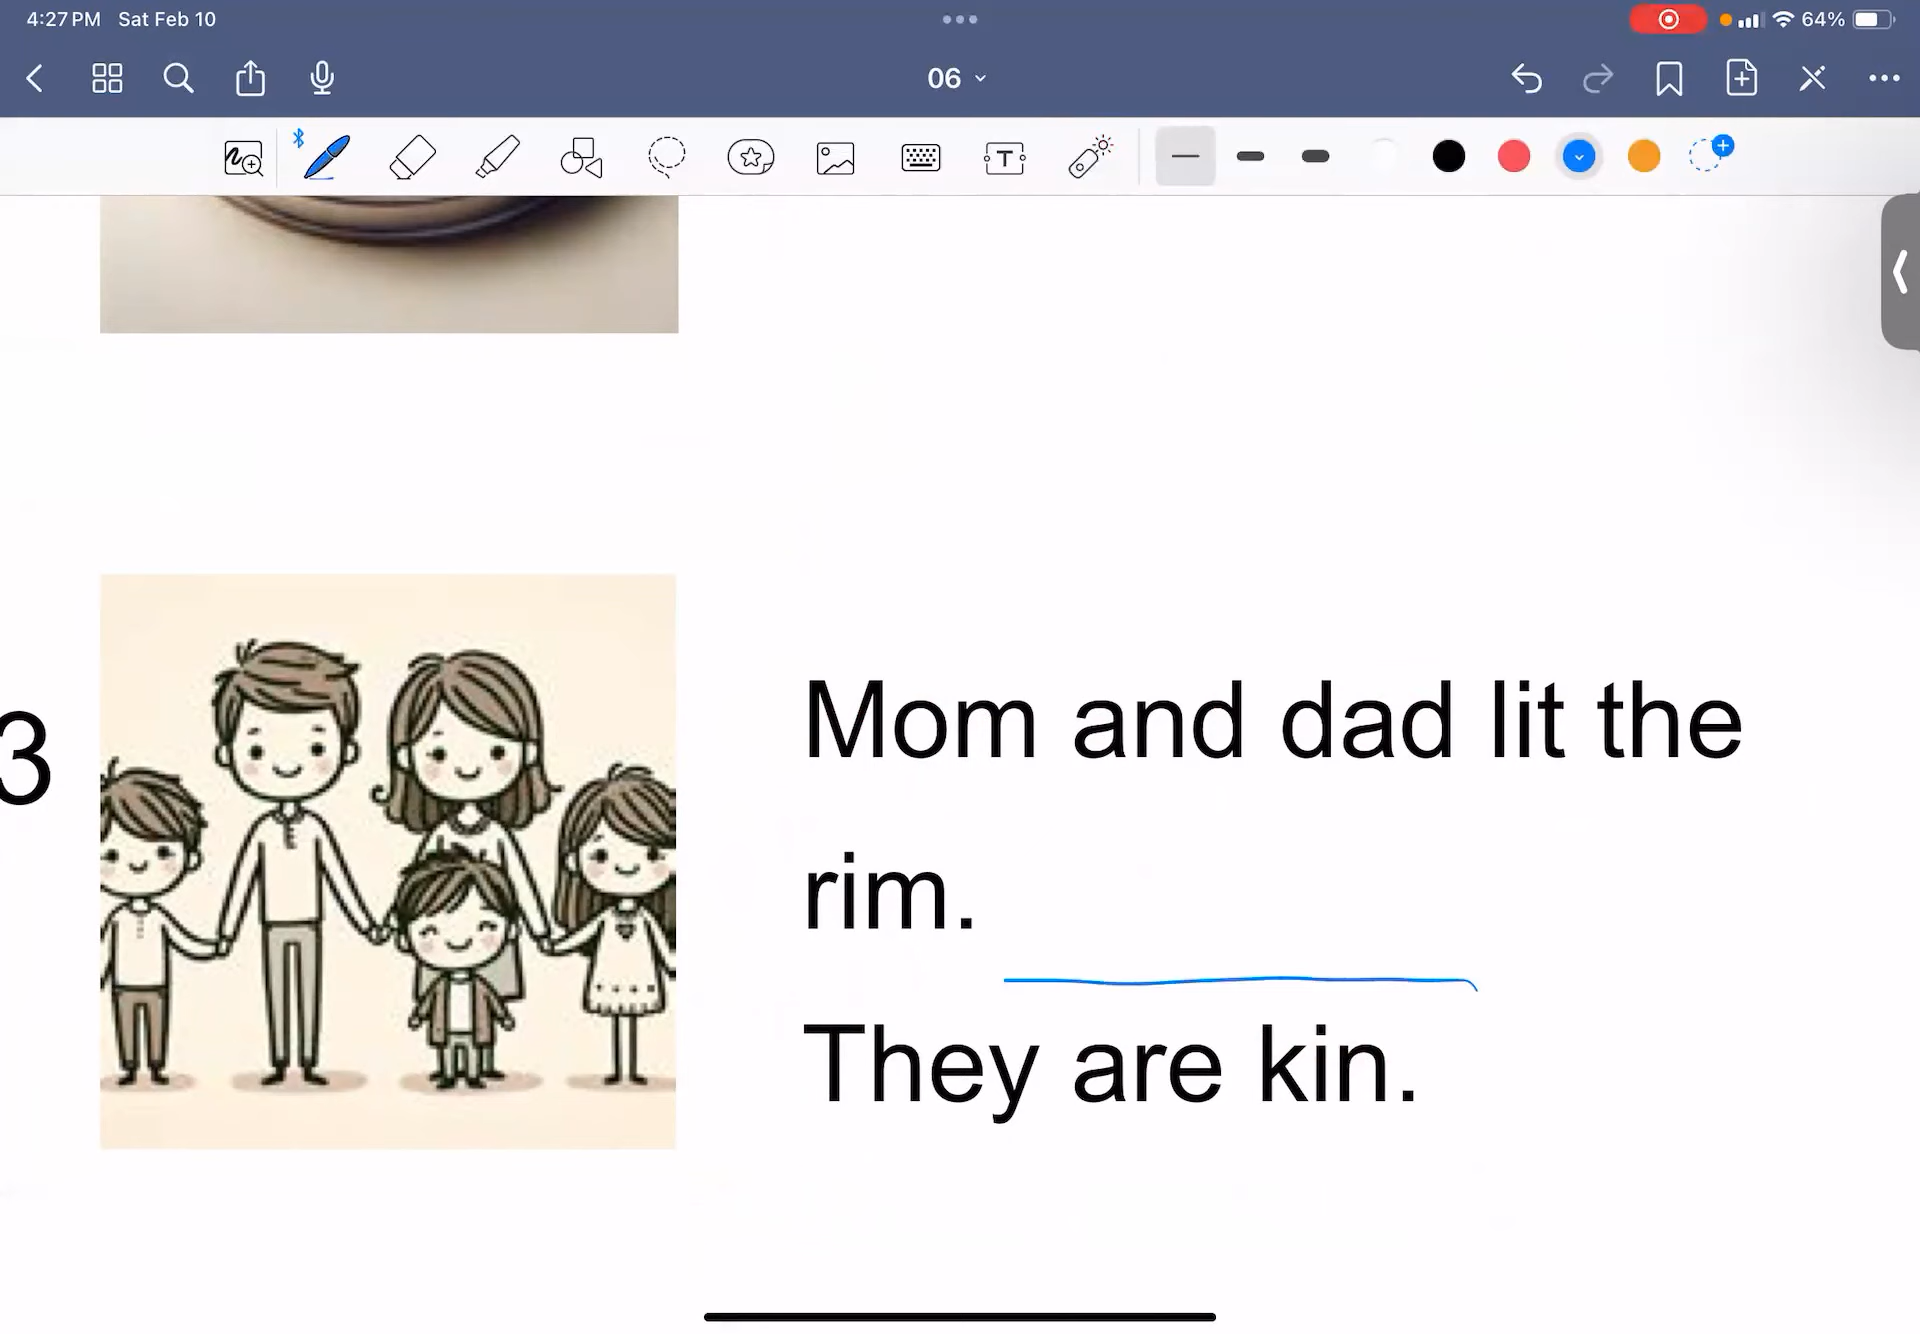 4:27 PM Sat Feb 10
64%
06
T
3
Mom and dad lit the
rim.
They are kin.